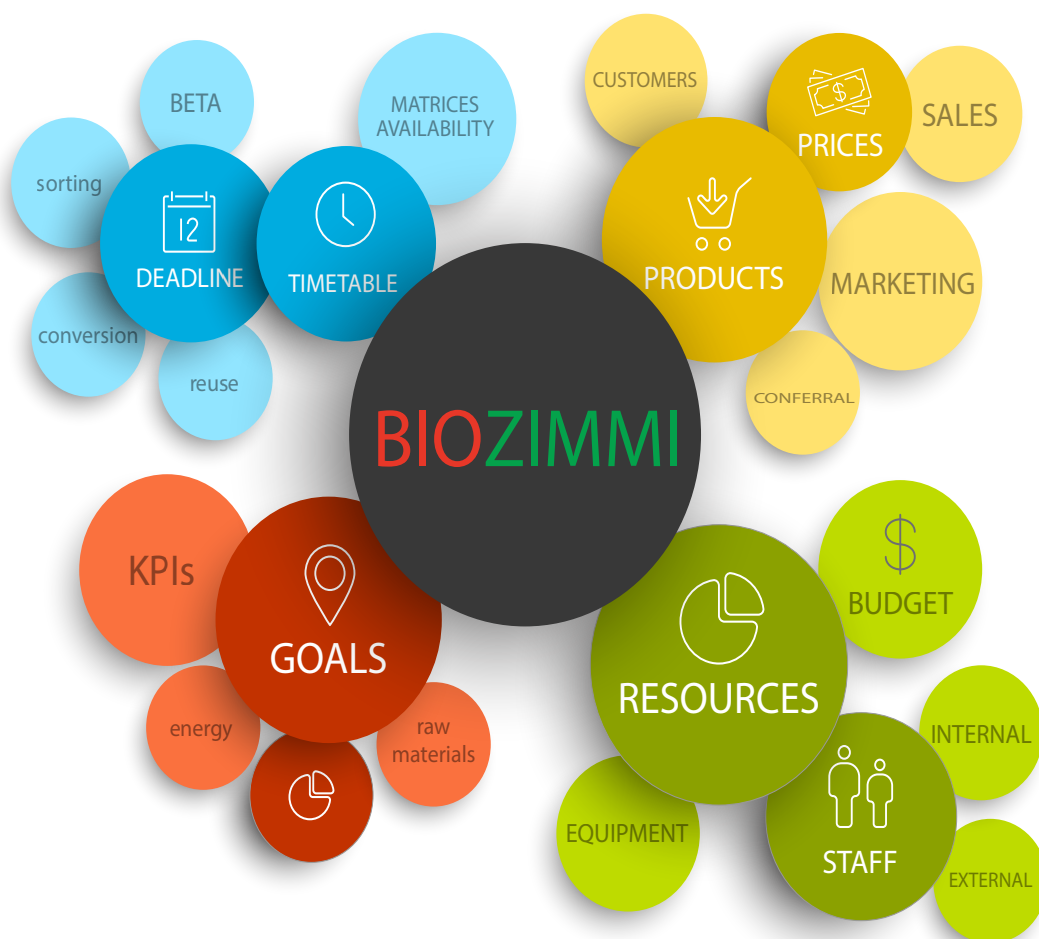 BETA
MATRICES
AVAILABILITY
sorting
12
DEADLINE
TIMETABLE
conversion
reuse
CUSTOMERS
$
PRICES
SALES
PRODUCTS
MARKETING
CONFERRAL
BIOZIMMI
KPIs
GOALS
energy
raw
materials
RESOURCES
$
BUDGET
INTERNAL
EQUIPMENT
STAFF
EXTERNAL